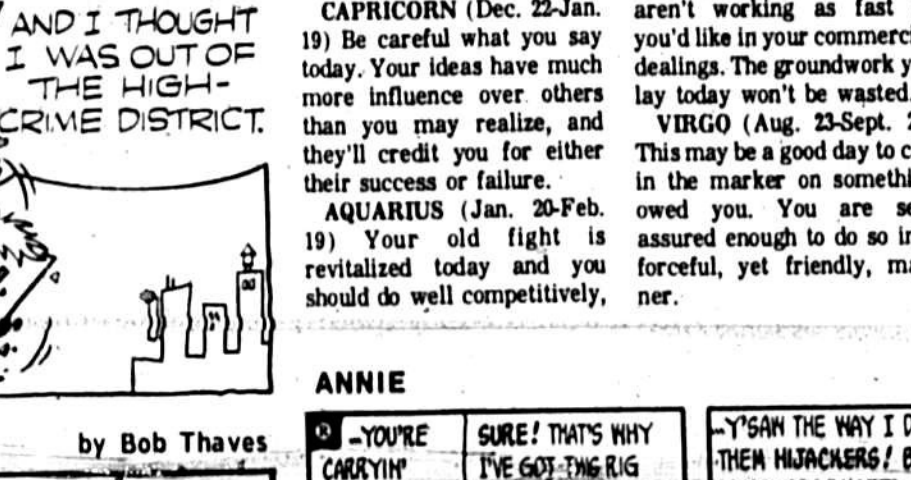 AND I THOUGHT
I WAS OUT OF
THE HIGH-
CRIME DISTRICT.
by Bob Thaves
CAPRICORN (Dec. 22-Jan.
19) Be careful what you say
today. Your ideas have much
more influence over others
than you may realize, and
they'll credit you for either
their success or failure.
AQUARIUS (Jan. 20-Feb.
19) Your old fight is
revitalized today and you
should do well competitively,
aren't working as fast
you'd like in your commerci
dealings. The groundwork y
lay today won't be wasted.
VIRGO (Aug. 23-Sept. 2
This may be a good day to c
in the marker on somethi
owed you. You are se
assured enough to do so in
forceful, yet friendly, ma
ner.
ANNIE
® -YOU'RE
CARRYIN'
SURE! THAT'S WHY
I'VE GOT THIS RIG
-Y'SAW THE WAY I D
THEM HIJACKERS! B